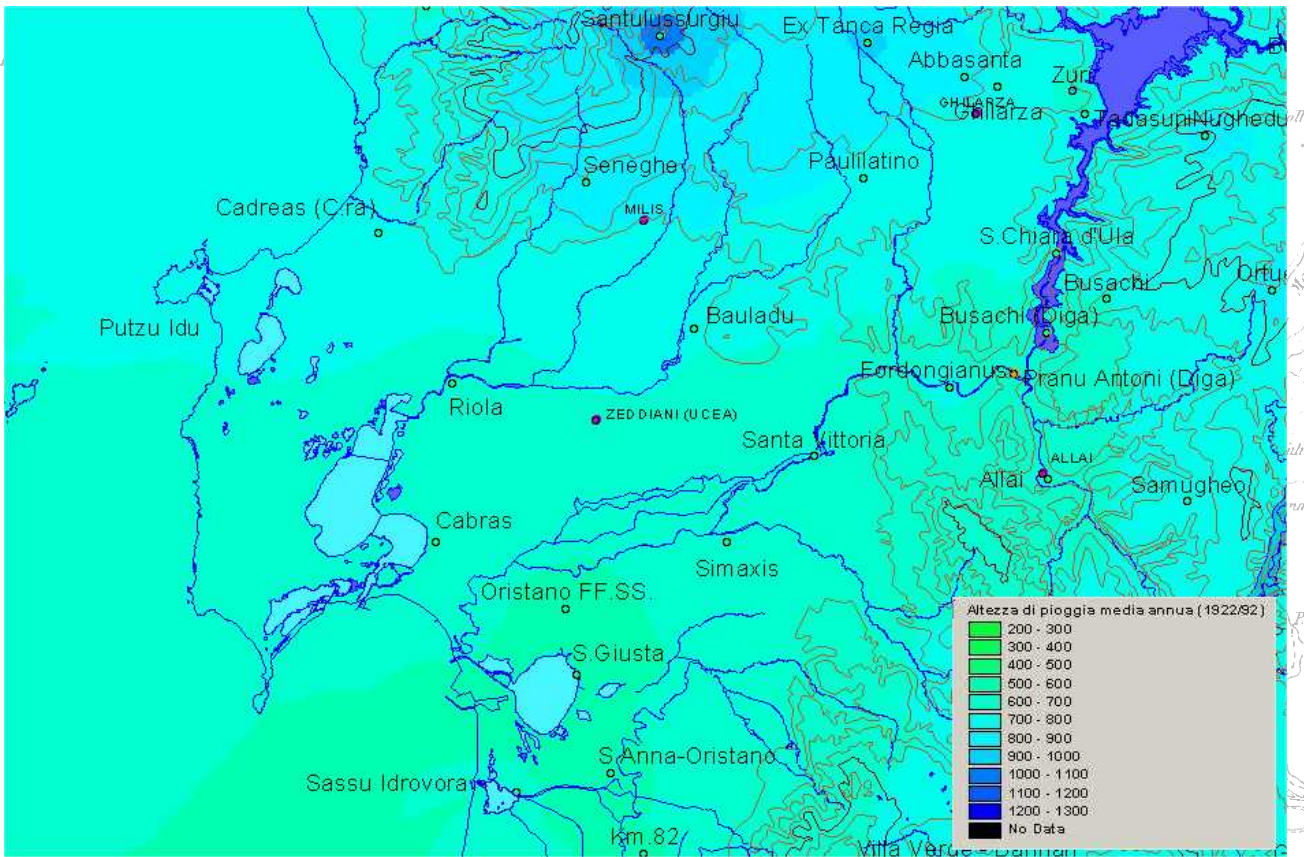 Santulussurgiu
Ex Tanca Regia
Abbasanta
Zuri
GHILARZA
Ghilarza
Tadasuni
Nughedu
Seneghe
Paulilatino
MILIS
Cadreas (C.ra)
S.Chiara d'Ula
Busachi
Putzu Idu
Bauladu
Busachi (Diga)
Fordongianus
Pranu Antoni (Diga)
Riola
ZEDDIANI (UCEA)
Santa Vittoria
ALLAI
Allai
Samugheo
Cabras
Simaxis
Oristano FF.SS.
S.Giusta
S.Anna-Oristano
Sassu Idrovora
Km.82
Altezza di pioggia media annua (1922/92)
200 - 300
300 - 400
400 - 500
500 - 600
600 - 700
700 - 800
800 - 900
900 - 1000
1000 - 1100
1100 - 1200
1200 - 1300
No Data